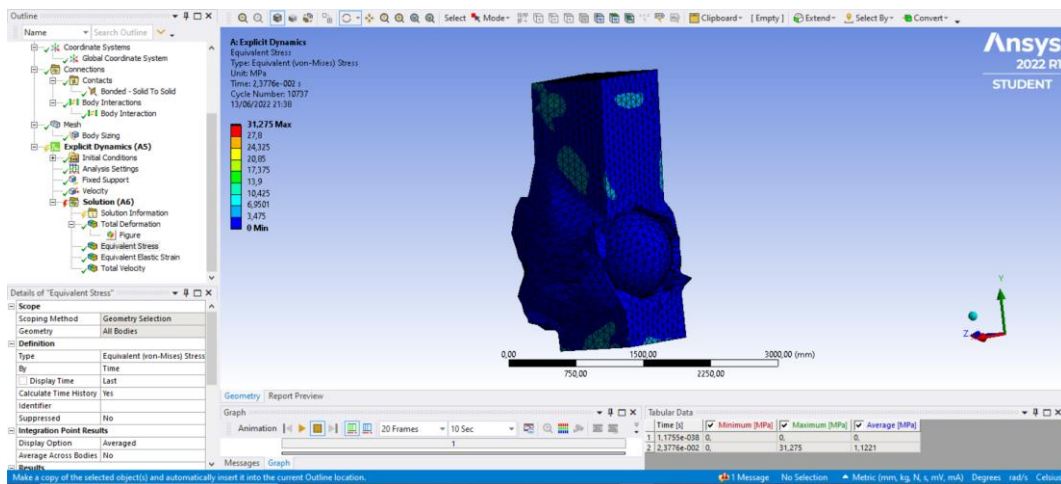 Outline
Name
Search Outline
Coordinate Systems
Global Coordinate System
Connections
Contacts
Bonded - Solid To Solid
Body Interactions
Body Interaction
Mesh
Body Sizing
Explicit Dynamics (A5)
Initial Conditions
Analysis Settings
Fixed Support
Velocity
Solution (A6)
Solution Information
Total Deformation
Figure
Equivalent Stress
Equivalent Elastic Strain
Total Velocity
Details of "Equivalent Stress"
Scope
Scoping Method Geometry Selection
Geometry All Bodies
Definition
Type Equivalent (von-Mises) Stress
By Time
Display Time Last
Calculate Time History Yes
Identifier
Suppressed No
Integration Point Results
Display Option Averaged
Average Across Bodies No
Results
Select Mode Clipboard [ Empty ] Extend Select By Convert
A: Explicit Dynamics
Equivalent Stress
Type: Equivalent (von-Mises) Stress
Unit: MPa
Time: 2,3776e-002 s
Cycle Number: 10737
13/06/2022 21:38
31,275 Max
27,8
24,325
20,85
17,375
13,9
10,425
6,9501
3,475
0 Min
Ansys
2022 R1
STUDENT
Y
Z
0,00 1500,00 3000,00 (mm)
750,00 2250,00
Geometry Report Preview
Graph
Animation 20 Frames 10 Sec
1
Messages Graph
Tabular Data
Time [s] Minimum [MPa] Maximum [MPa] Average [MPa]
1 1,1755e-038 0, 0, 0,
2 2,3776e-002 0, 31,275 1,1221
Make a copy of the selected object(s) and automatically insert it into the current Outline location. 1 Message No Selection Metric (mm, kg, N, s, mV, mA) Degrees rad/s Celsius